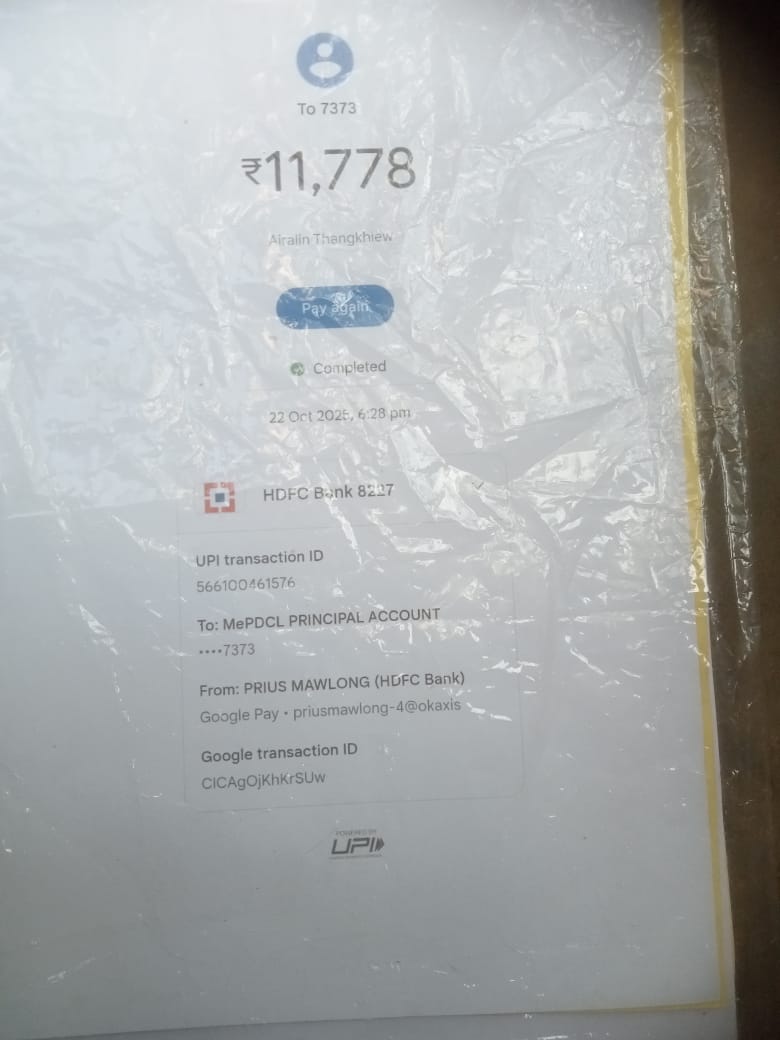 To 7373
₹11,778
Airalin Thangkhiew
Pay again
Completed
22 Oct 2025, 6:28 pm
HDFC Bank 8227
UPI transaction ID
566100461576
To: MePDCL PRINCIPAL ACCOUNT
••••7373
From: PRIUS MAWLONG (HDFC Bank)
Google Pay • priusmawlong-4@okaxis
Google transaction ID
CICAgOjKhKrSUw
POWERED BY
UPI